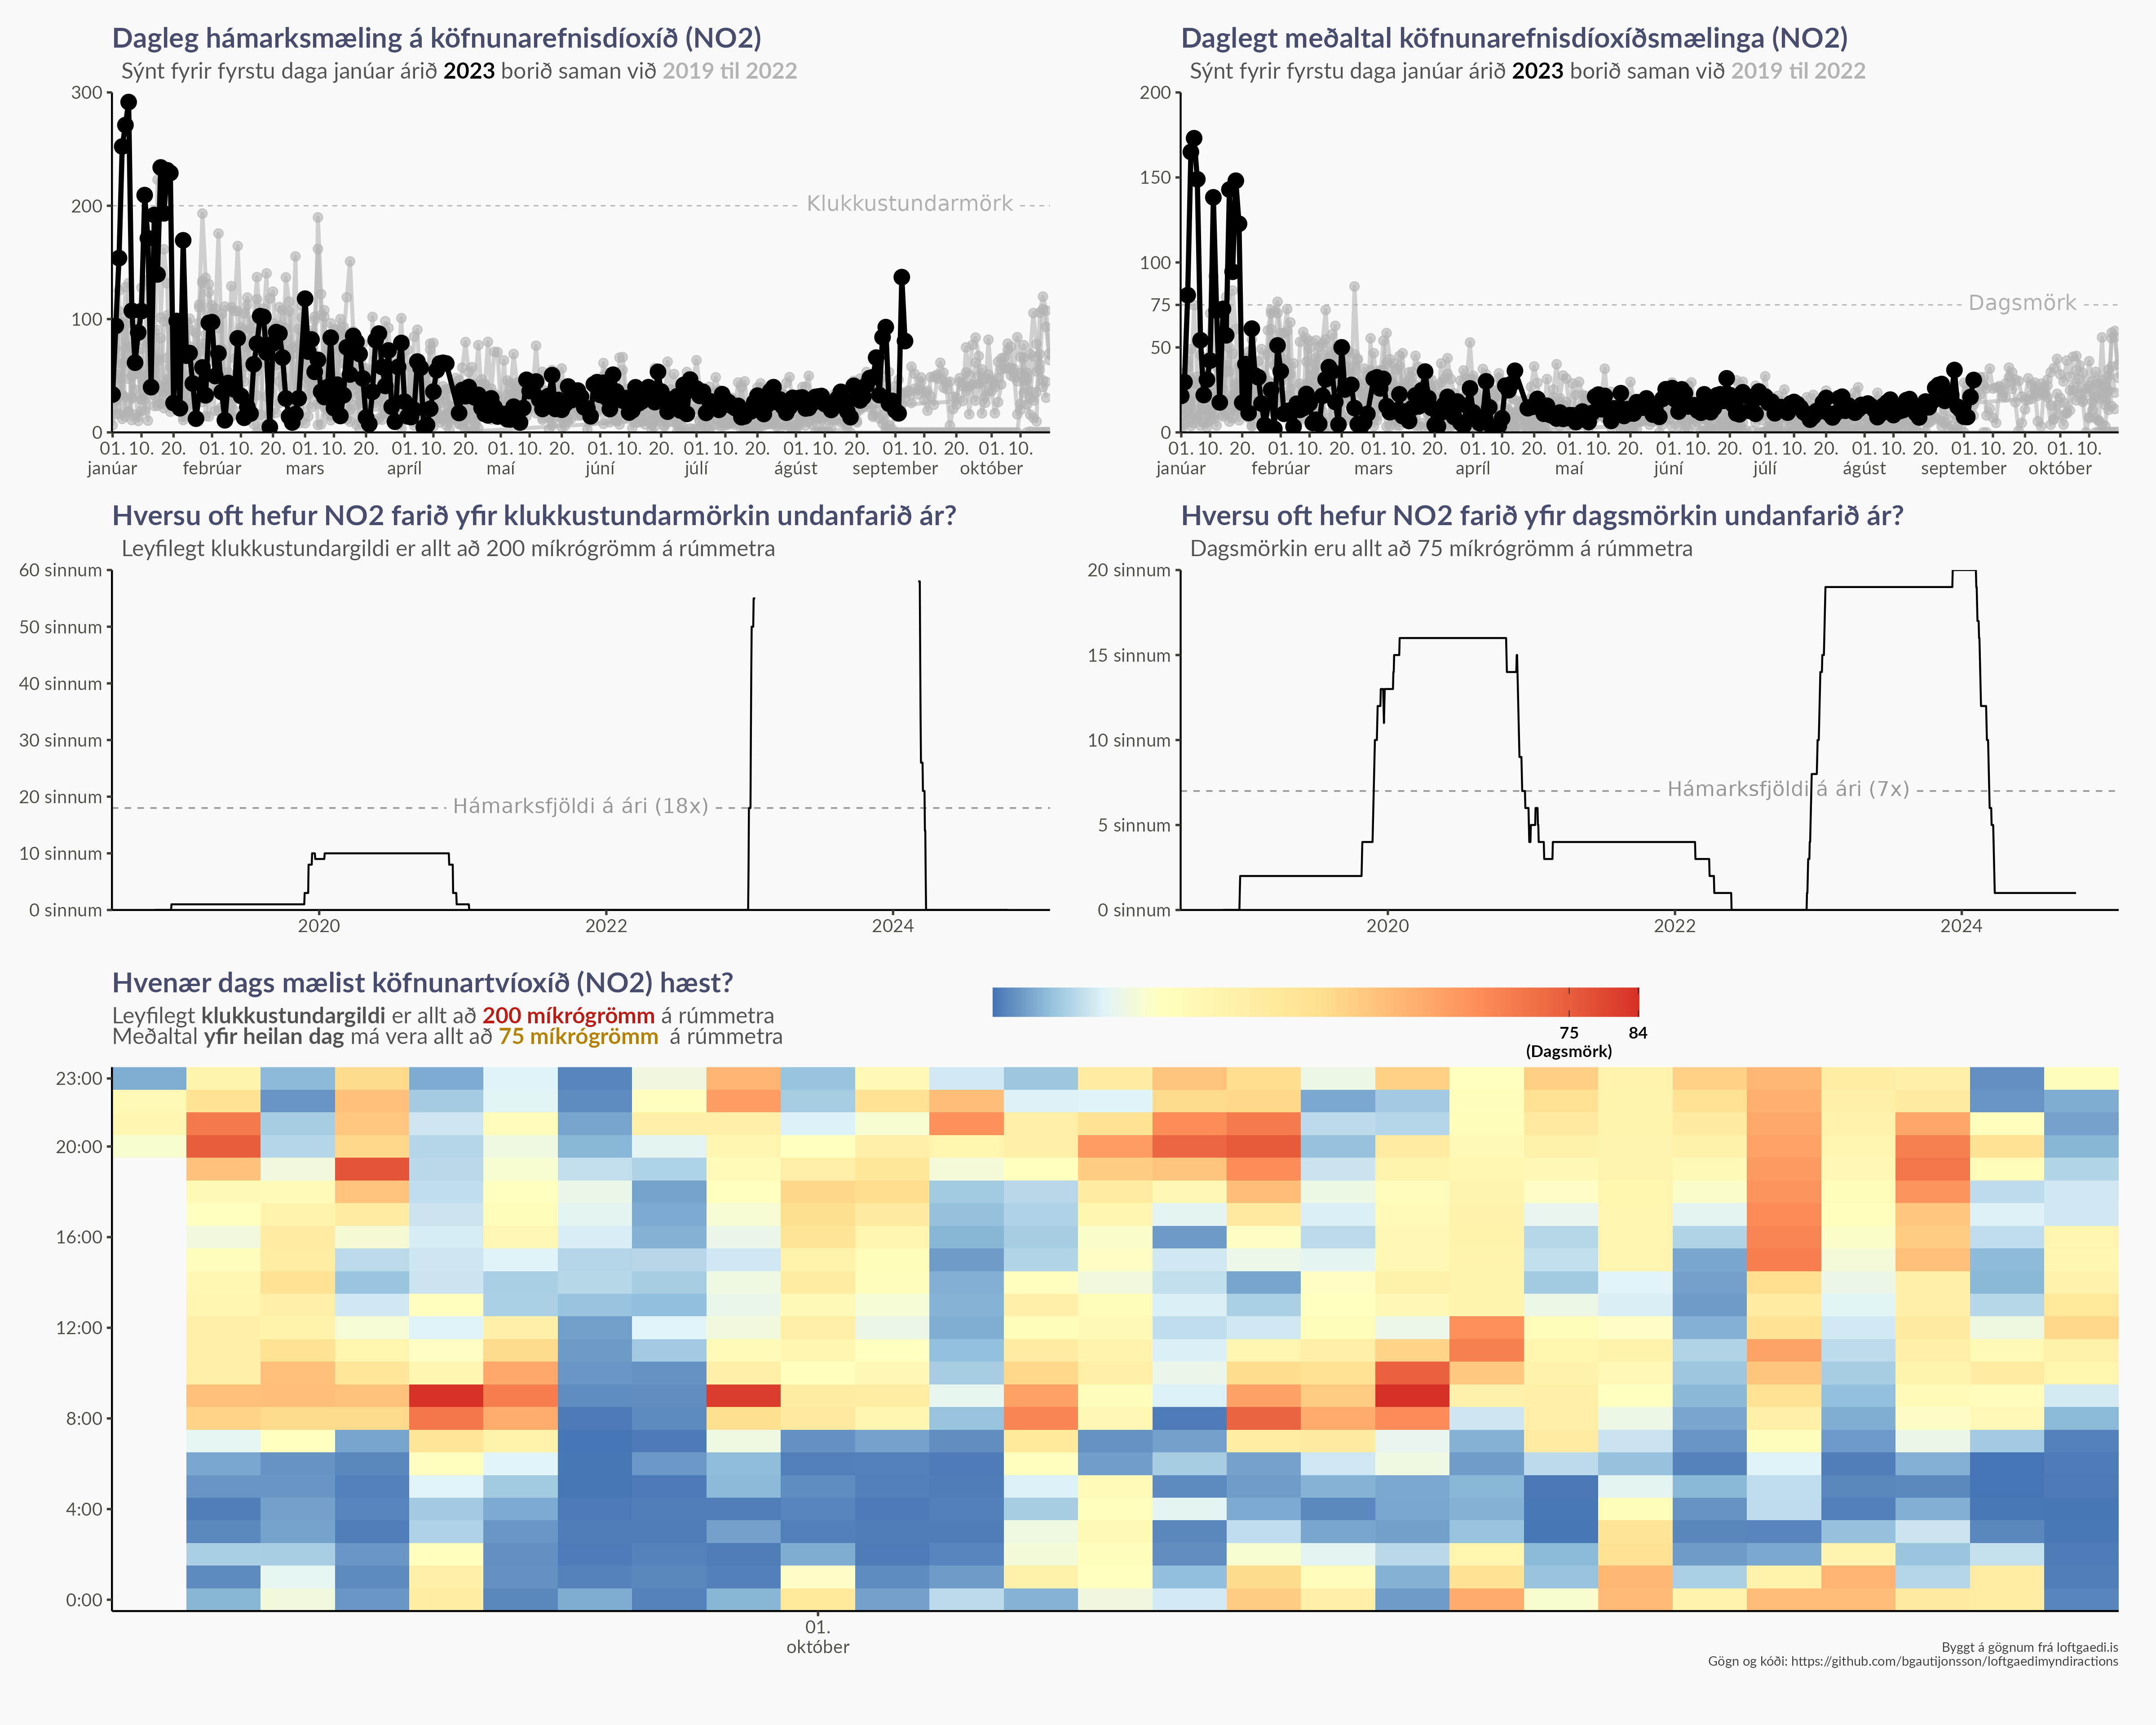 Dagleg hámarksmæling á köfnunarefnisdíoxíð (NO2)
Sýnt fyrir fyrstu daga janúar árið 2023 borið saman við 2019 til 2022
300
200
100
0
Klukkustundarmörk
01. 10. 20. 01. 10. 20. 01. 10. 20. 01. 10. 20. 01. 10. 20. 01. 10. 20. 01. 10. 20. 01. 10. 20. 01. 10. 20. 01. 10.
janúar febrúar mars apríl maí júní júlí ágúst september október
Daglegt meðaltal köfnunarefnisdíoxíðsmælinga (NO2)
Sýnt fyrir fyrstu daga janúar árið 2023 borið saman við 2019 til 2022
200
150
100
75
50
0
Dagsmörk
01. 10. 20. 01. 10. 20. 01. 10. 20. 01. 10. 20. 01. 10. 20. 01. 10. 20. 01. 10. 20. 01. 10. 20. 01. 10. 20. 01. 10.
janúar febrúar mars apríl maí júní júlí ágúst september október
Hversu oft hefur NO2 farið yfir klukkustundarmörkin undanfarið ár?
Leyfilegt klukkustundargildi er allt að 200 míkrógrömm á rúmmetra
60 sinnum
50 sinnum
40 sinnum
30 sinnum
20 sinnum
10 sinnum
0 sinnum
Hámarksfjöldi á ári (18x)
2020 2022 2024
Hversu oft hefur NO2 farið yfir dagsmörkin undanfarið ár?
Dagsmörkin eru allt að 75 míkrógrömm á rúmmetra
20 sinnum
15 sinnum
10 sinnum
5 sinnum
0 sinnum
Hámarksfjöldi á ári (7x)
2020 2022 2024
Hvenær dags mælist köfnunartvíoxíð (NO2) hæst?
Leyfilegt klukkustundargildi er allt að 200 míkrógrömm á rúmmetra
Meðaltal yfir heilan dag má vera allt að 75 míkrógrömm á rúmmetra
75 84
(Dagsmörk)
23:00
20:00
16:00
12:00
8:00
4:00
0:00
01.
október
Byggt á gögnum frá loftgaedi.is
Gögn og kóði: https://github.com/bgautijonsson/loftgaedimyndiractions